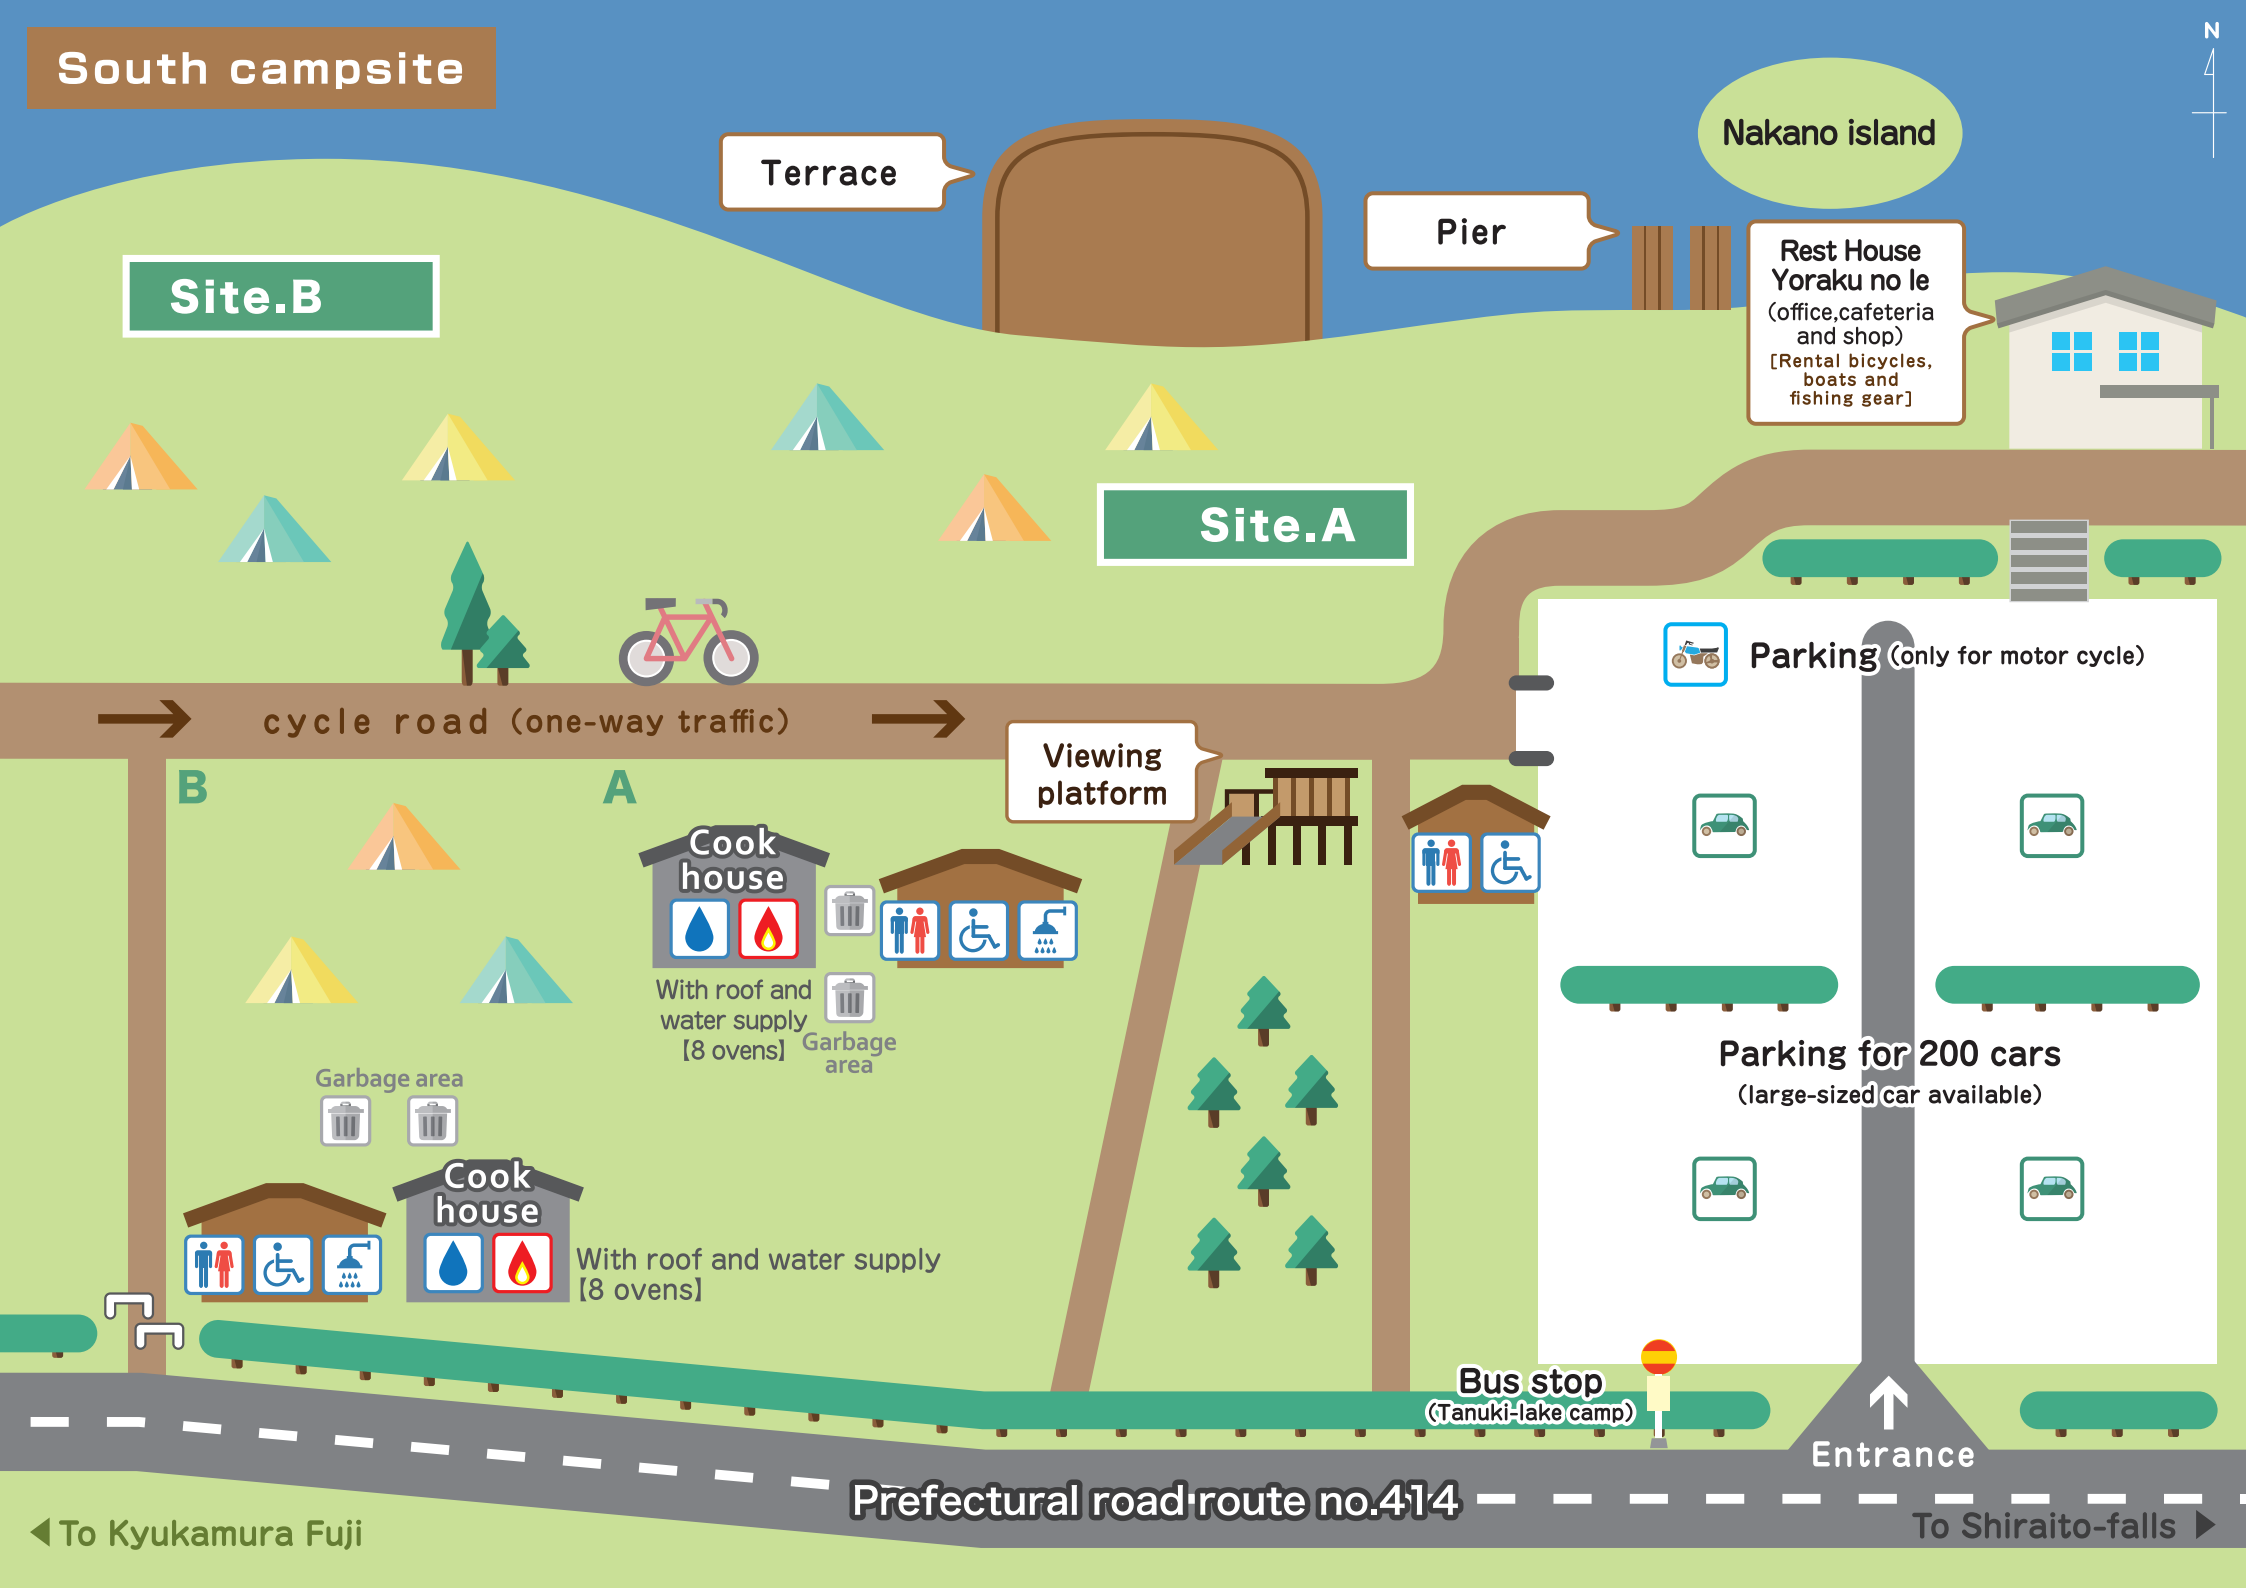 South campsite
N
Nakano island
Terrace
Pier
Rest House
Yoraku no Ie
(office,cafeteria
and shop)
[Rental bicycles,
boats and
fishing gear]
Site.B
Site.A
Parking (only for motor cycle)
cycle road (one-way traffic)
Viewing
platform
B
A
Cook
house
With roof and
water supply
【8 ovens】
Garbage
area
Parking for 200 cars
(large-sized car available)
Garbage area
Cook
house
With roof and water supply
【8 ovens】
Bus stop
(Tanuki-lake camp)
Entrance
Prefectural road route no.414
To Kyukamura Fuji
To Shiraito-falls